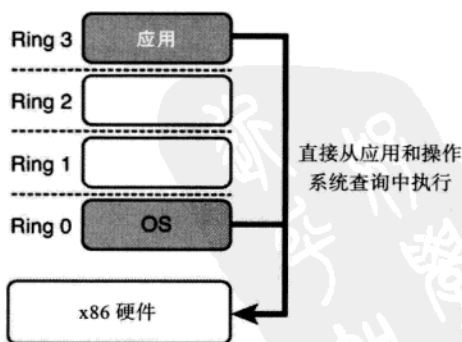 Ring 3
应用
Ring 2
Ring 1
直接从应用和操作
系统查询中执行
Ring 0
OS
x86 硬件